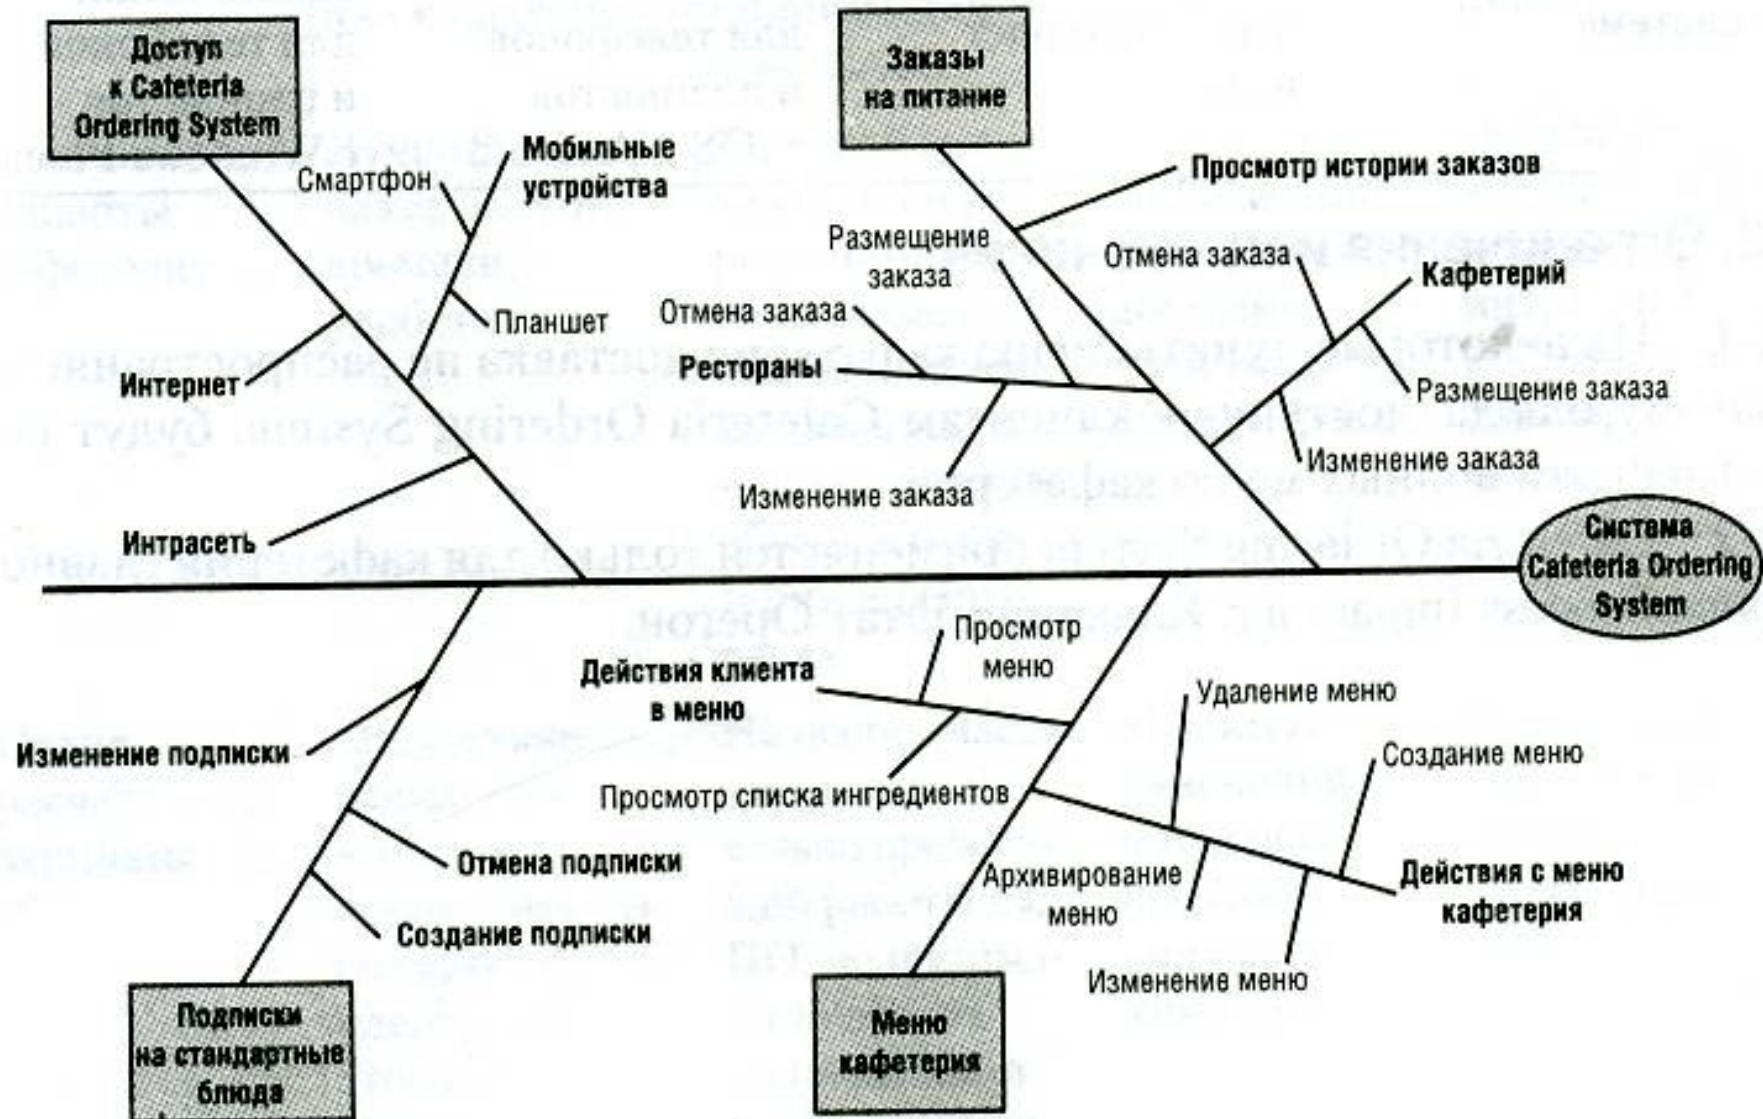 Доступ
к Cafeteria
Ordering System
Смартфон
Мобильные
устройства
Планшет
Интернет
Интрасеть
Заказы
на питание
Просмотр истории заказов
Размещение
заказа
Отмена заказа
Рестораны
Изменение заказа
Отмена заказа
Кафетерий
Размещение заказа
Изменение заказа
Система
Cafeteria Ordering
System
Изменение подписки
Отмена подписки
Создание подписки
Подписки
на стандартные
блюда
Действия клиента
в меню
Просмотр
меню
Просмотр списка ингредиентов
Удаление меню
Создание меню
Архивирование
меню
Действия с меню
кафетерия
Изменение меню
Меню
кафетерия